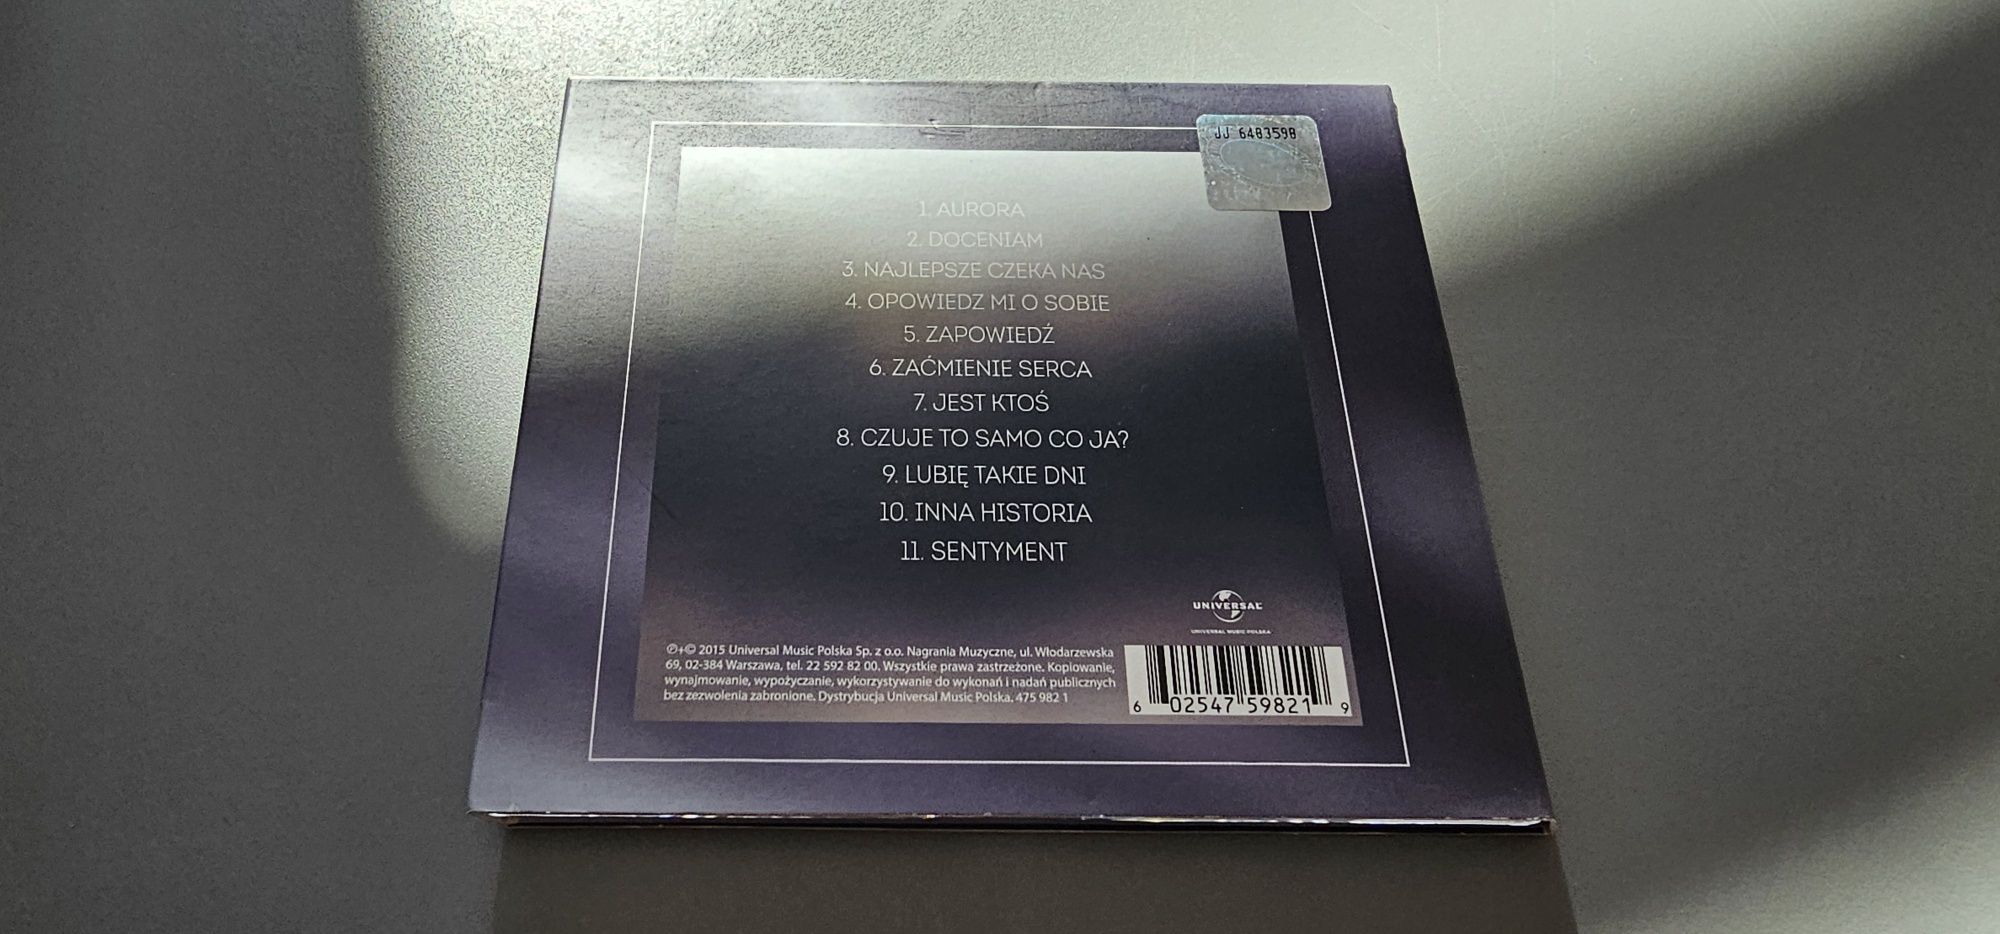 JJ 6483598
1. AURORA
2. DOCENIAM
3. NAJLEPSZE CZEKA NAS
4. OPOWIEDZ MI O SOBIE
5. ZAPOWIEDŹ
6. ZAĆMIENIE SERCA
7. JEST KTOŚ
8. CZUJE TO SAMO CO JA?
9. LUBIĘ TAKIE DNI
10. INNA HISTORIA
11. SENTYMENT
UNIVERSAL
UNIVERSAL MUSIC POLSKA
℗+© 2015 Universal Music Polska Sp. z o.o. Nagrania Muzyczne, ul. Włodarzewska
69, 02-384 Warszawa, tel. 22 592 82 00. Wszystkie prawa zastrzeżone. Kopiowanie,
wynajmowanie, wypożyczanie, wykorzystywanie do wykonań i nadań publicznych
bez zezwolenia zabronione. Dystrybucja Universal Music Polska. 475 982 1
6 02547 59821 9